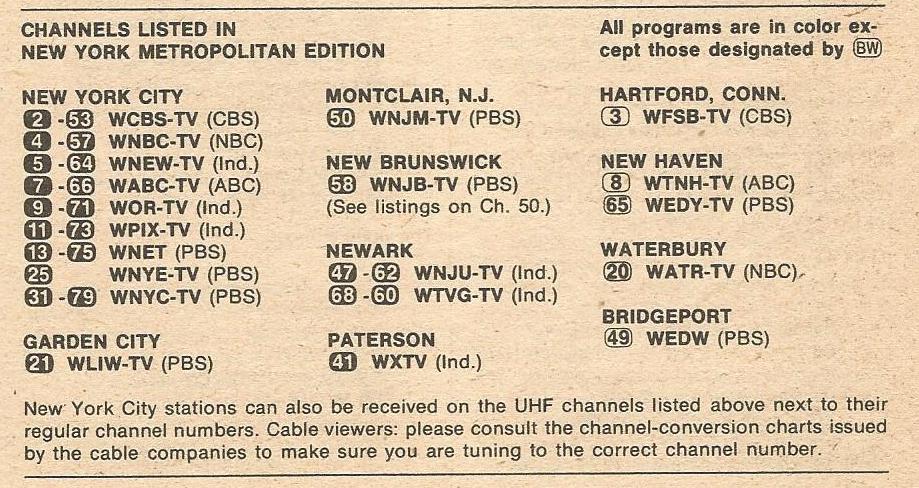 CHANNELS LISTED IN
NEW YORK METROPOLITAN EDITION
All programs are in color ex-
cept those designated by BW
NEW YORK CITY
2 -53 WCBS-TV (CBS)
4 -57 WNBC-TV (NBC)
5 -64 WNEW-TV (Ind.)
7 -66 WABC-TV (ABC)
9 -71 WOR-TV (Ind.)
11 -73 WPIX-TV (Ind.)
13 -75 WNET (PBS)
25 WNYE-TV (PBS)
31 -79 WNYC-TV (PBS)
GARDEN CITY
21 WLIW-TV (PBS)
MONTCLAIR, N.J.
50 WNJM-TV (PBS)
NEW BRUNSWICK
58 WNJB-TV (PBS)
(See listings on Ch. 50.)
NEWARK
47 -62 WNJU-TV (Ind.)
68 -60 WTVG-TV (Ind.)
PATERSON
41 WXTV (Ind.)
HARTFORD, CONN.
3 WFSB-TV (CBS)
NEW HAVEN
8 WTNH-TV (ABC)
65 WEDY-TV (PBS)
WATERBURY
20 WATR-TV (NBC)
BRIDGEPORT
49 WEDW (PBS)
New York City stations can also be received on the UHF channels listed above next to their
regular channel numbers. Cable viewers: please consult the channel-conversion charts issued
by the cable companies to make sure you are tuning to the correct channel number.